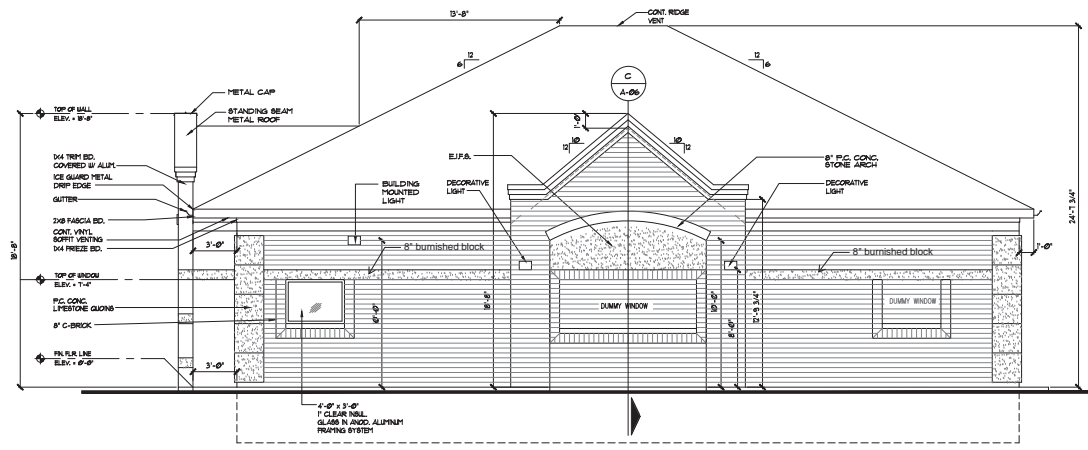 13'-8"
CONT. RIDGE
VENT
12
6
12
6
C
A-06
METAL CAP
STANDING SEAM
METAL ROOF
TOP OF WALL
ELEV. = 18'-8"
1'-0"
10
12
10
12
1X4 TRIM BD.
COVERED W/ ALUM.
ICE GUARD METAL
DRIP EDGE
GUTTER
2X8 FASCIA BD.
CONT. VINYL
SOFFIT VENTING
1X4 FRIEZE BD.
E.I.F.S.
8" P.C. CONC.
STONE ARCH
BUILDING
MOUNTED
LIGHT
DECORATIVE
LIGHT
DECORATIVE
LIGHT
24'-7 3/4"
18'-8"
3'-0"
1'-0"
8" burnished block
8" burnished block
TOP OF WINDOW
ELEV. = 7'-4"
P.C. CONC.
LIMESTONE QUOINS
8" C-BRICK
10'-0"
18'-8"
DUMMY WINDOW
10'-0"
8'-0"
12'-9 3/4"
DUMMY WINDOW
FIN. FLR. LINE
ELEV. = 0'-0"
3'-0"
4'-0" x 3'-0"
1" CLEAR INSUL.
GLASS IN ANOD. ALUMINUM
FRAMING SYSTEM